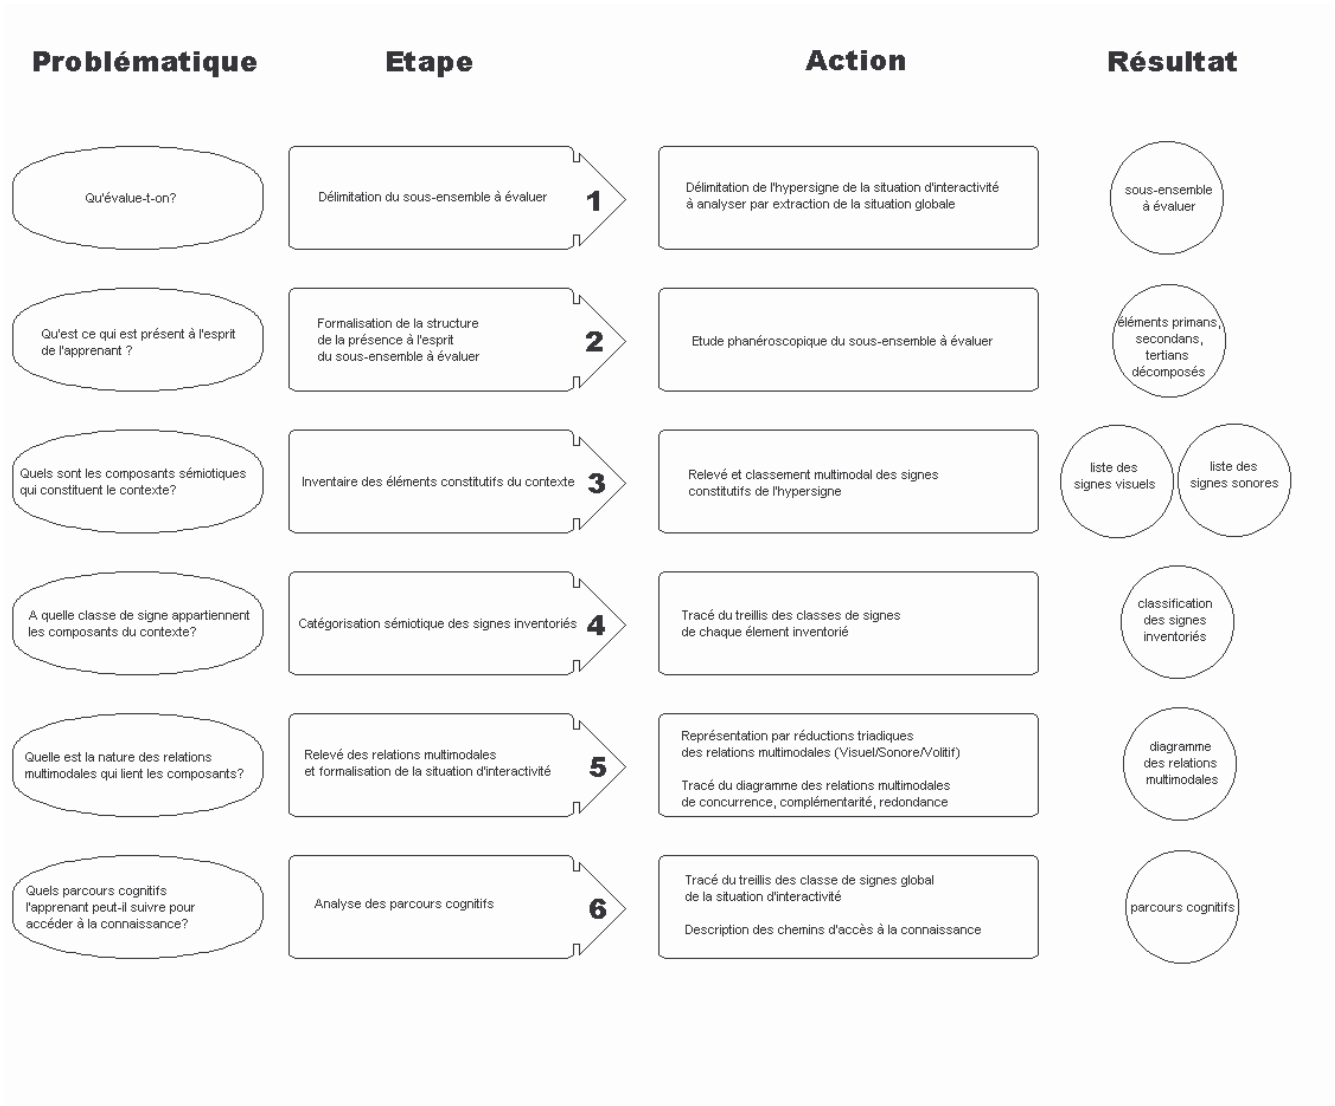 Problématique
Etape
Action
Résultat
Qu'évalue-t-on?
Délimitation du sous-ensemble à évaluer
1
Délimitation de l'hypersigne de la situation d'interactivité
à analyser par extraction de la situation globale
sous-ensemble
à évaluer
Qu'est ce qui est présent à l'esprit
de l'apprenant ?
Formalisation de la structure
de la présence à l'esprit
du sous-ensemble à évaluer
2
Etude phanéroscopique du sous-ensemble à évaluer
éléments primans,
secondans,
tertians
décomposés
Quels sont les composants sémiotiques
qui constituent le contexte?
Inventaire des éléments constitutifs du contexte
3
Relevé et classement multimodal des signes
constitutifs de l'hypersigne
liste des
signes visuels
liste des
signes sonores
A quelle classe de signe appartiennent
les composants du contexte?
Catégorisation sémiotique des signes inventoriés
4
Tracé du treillis des classes de signes
de chaque élement inventorié
classification
des signes
inventoriés
Quelle est la nature des relations
multimodales qui lient les composants?
Relevé des relations multimodales
et formalisation de la situation d'interactivité
5
Représentation par réductions triadiques
des relations multimodales (Visuel/Sonore/Volitif)
Tracé du diagramme des relations multimodales
de concurrence, complémentarité, redondance
diagramme
des relations
multimodales
Quels parcours cognitifs
l'apprenant peut-il suivre pour
accéder à la connaissance?
Analyse des parcours cognitifs
6
Tracé du treillis des classe de signes global
de la situation d'interactivité
Description des chemins d'accès à la connaissance
parcours cognitifs